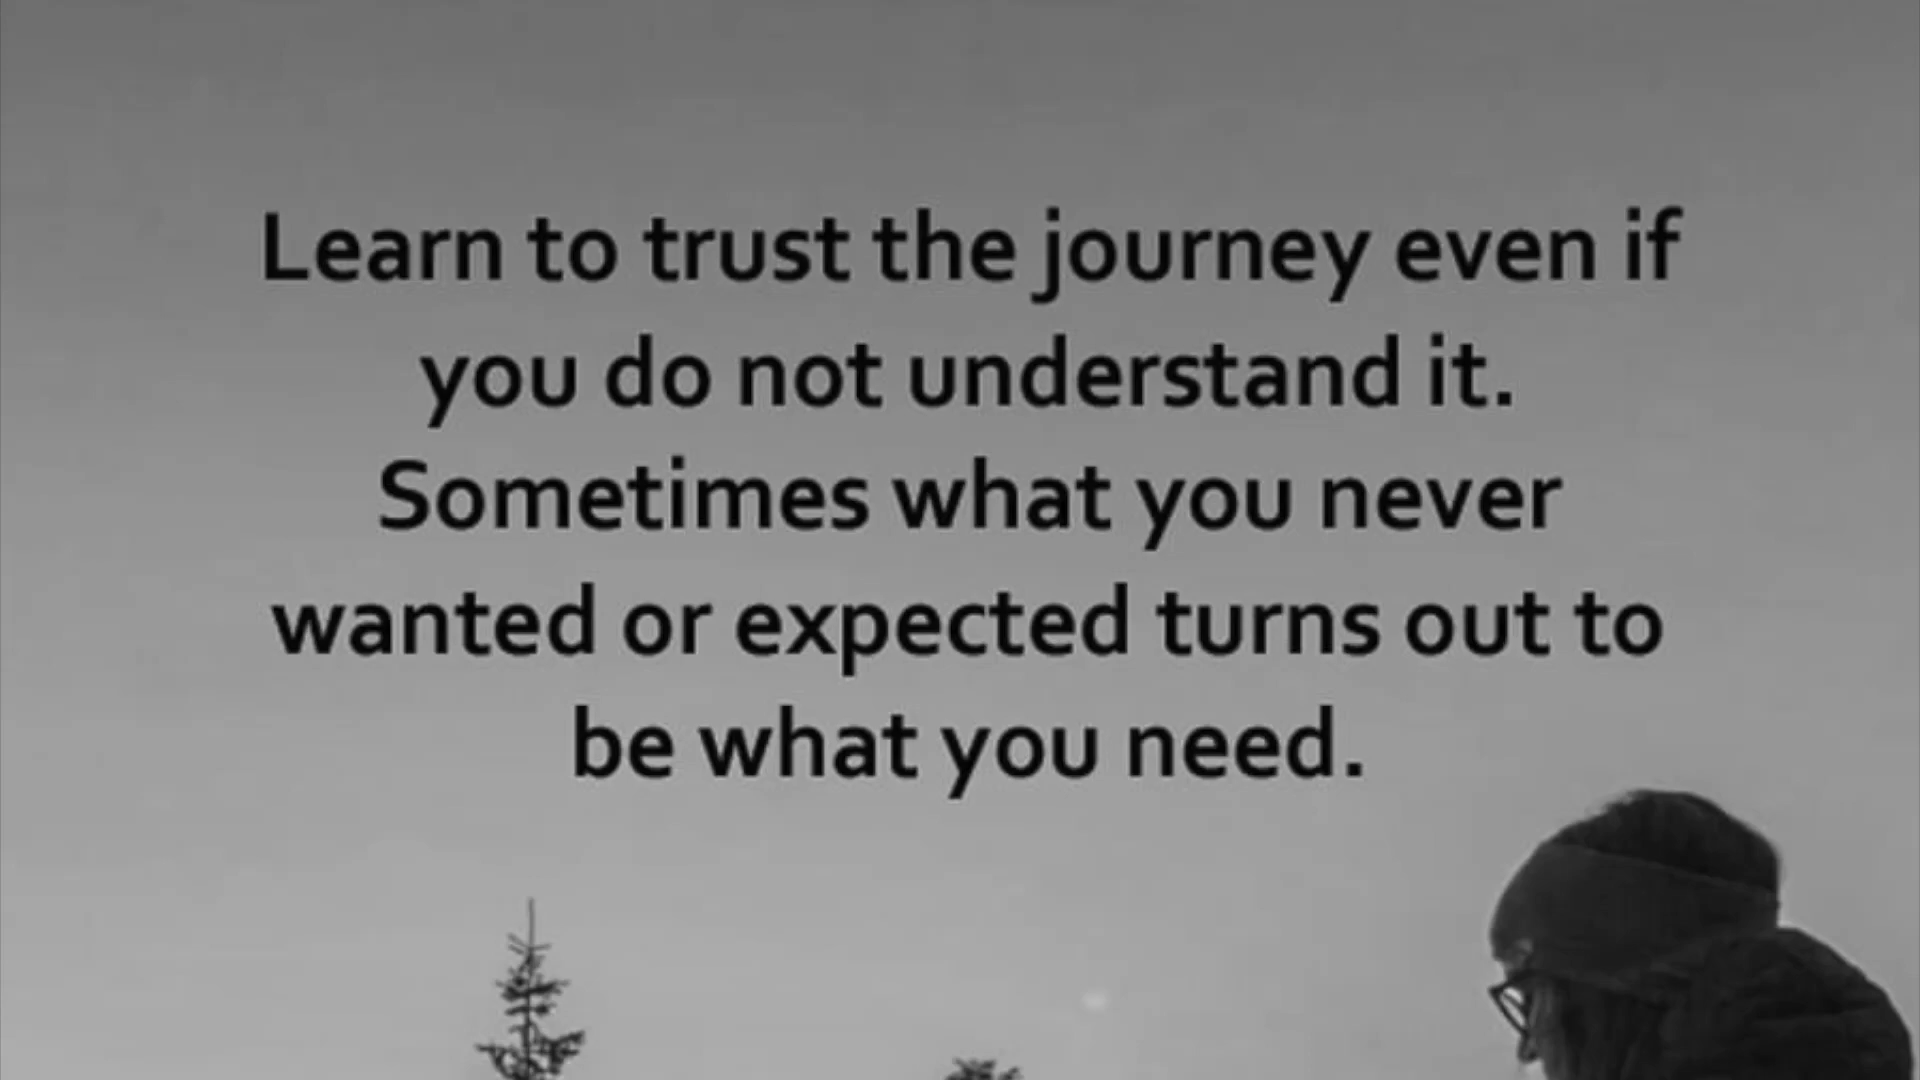 Learn to trust the journey even if
you do not understand it.
Sometimes what you never
wanted or expected turns out to
be what you need.